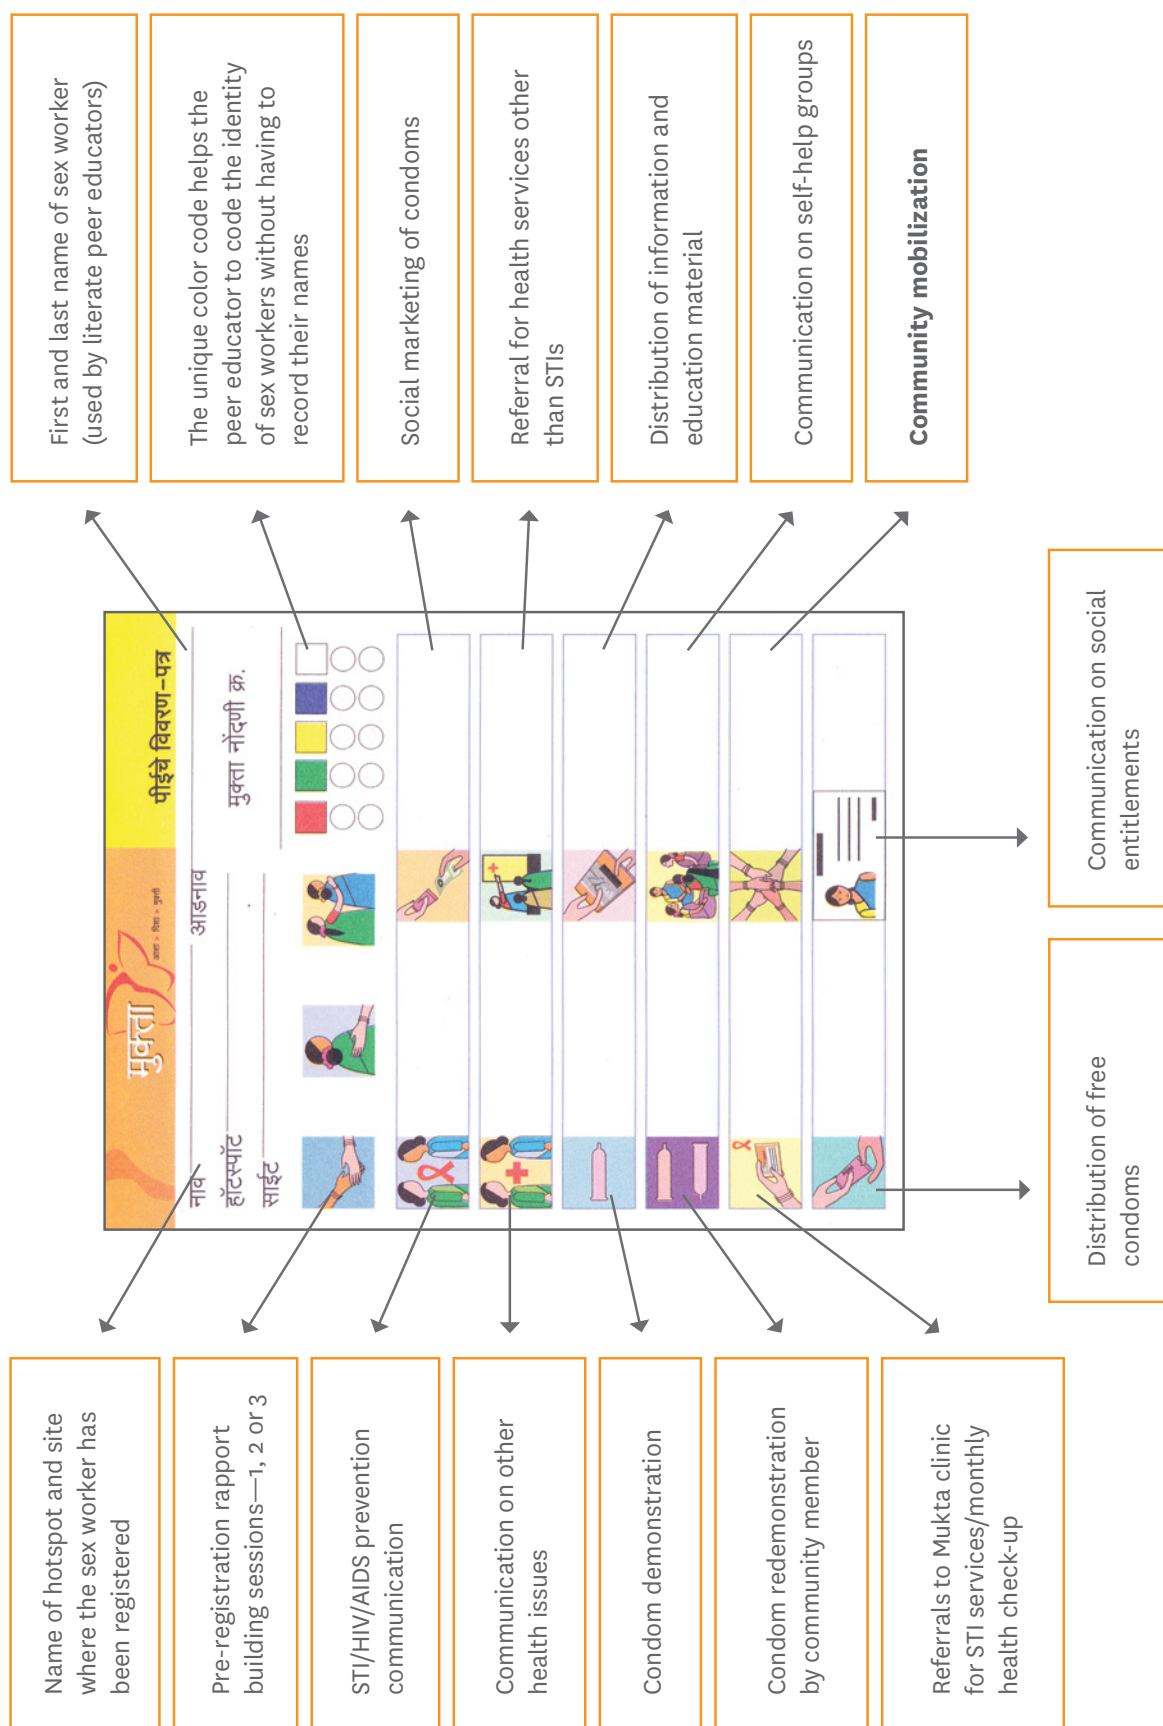 Name of hotspot and site
where the sex worker has
been registered
Pre-registration rapport
building sessions—1, 2 or 3
STI/HIV/AIDS prevention
communication
Communication on other
health issues
Condom demonstration
Condom redemonstration
by community member
Referrals to Mukta clinic
for STI services/monthly
health check-up
मुक्ता
आशा > दिशा > मुक्ती
पीईचे विवरण-पत्र
नाव आडनाव
हॉटस्पॉट मुक्ता नोंदणी क्र.
साईट
First and last name of sex worker
(used by literate peer educators)
The unique color code helps the
peer educator to code the identity
of sex workers without having to
record their names
Social marketing of condoms
Referral for health services other
than STIs
Distribution of information and
education material
Communication on self-help groups
Community mobilization
Distribution of free
condoms
Communication on social
entitlements